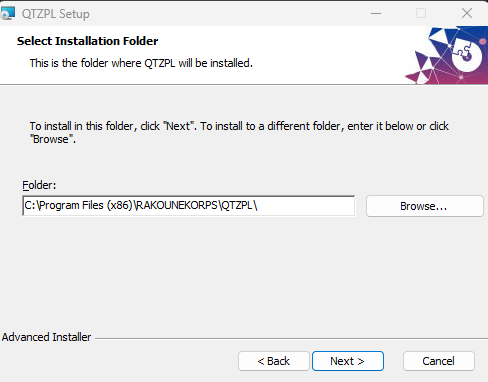 QTZPL Setup
Select Installation Folder
This is the folder where QTZPL will be installed.
To install in this folder, click "Next". To install to a different folder, enter it below or click
"Browse".
Folder:
C:\Program Files (x86)\RAKOUNEKORPS\QTZPL\
Browse...
Advanced Installer
< Back
Next >
Cancel